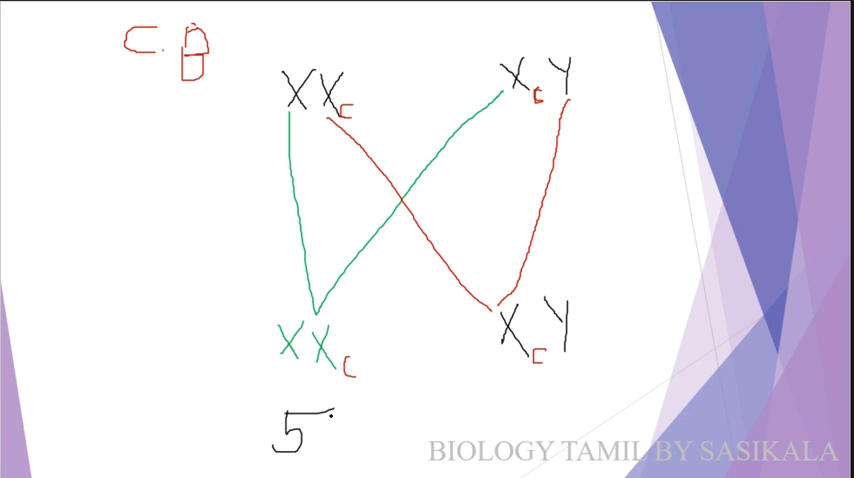 C.B
XXc XcY
XXc XcY
5
BIOLOGY TAMIL BY SASIKALA